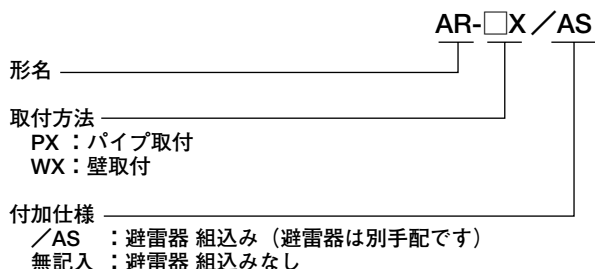 AR-□X／AS
形名
取付方法
PX ：パイプ取付
WX：壁取付
付加仕様
／AS ：避雷器 組込み（避雷器は別手配です）
無記入 ：避雷器 組込みなし